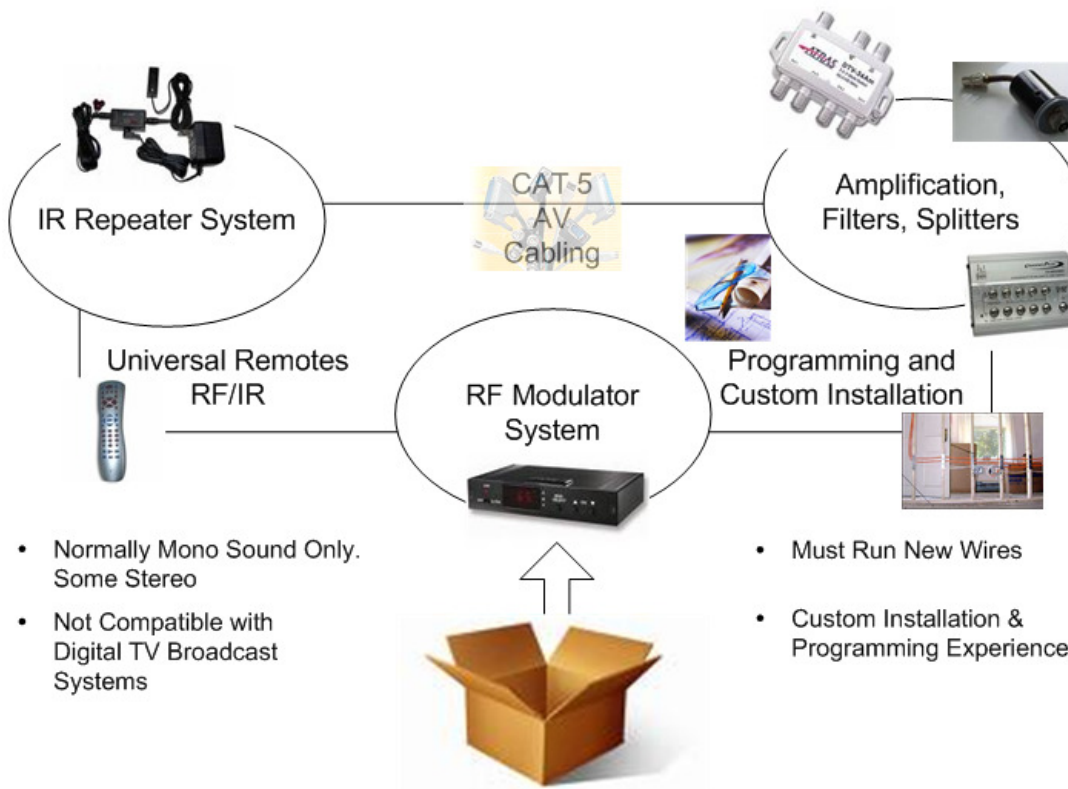 ATRAS
IR Repeater System
CAT-5
AV
Cabling
Amplification,
Filters, Splitters
Universal Remotes
RF/IR
RF Modulator
System
Programming and
Custom Installation
• Normally Mono Sound Only.
Some Stereo
• Not Compatible with
Digital TV Broadcast
Systems
• Must Run New Wires
• Custom Installation &
Programming Experience